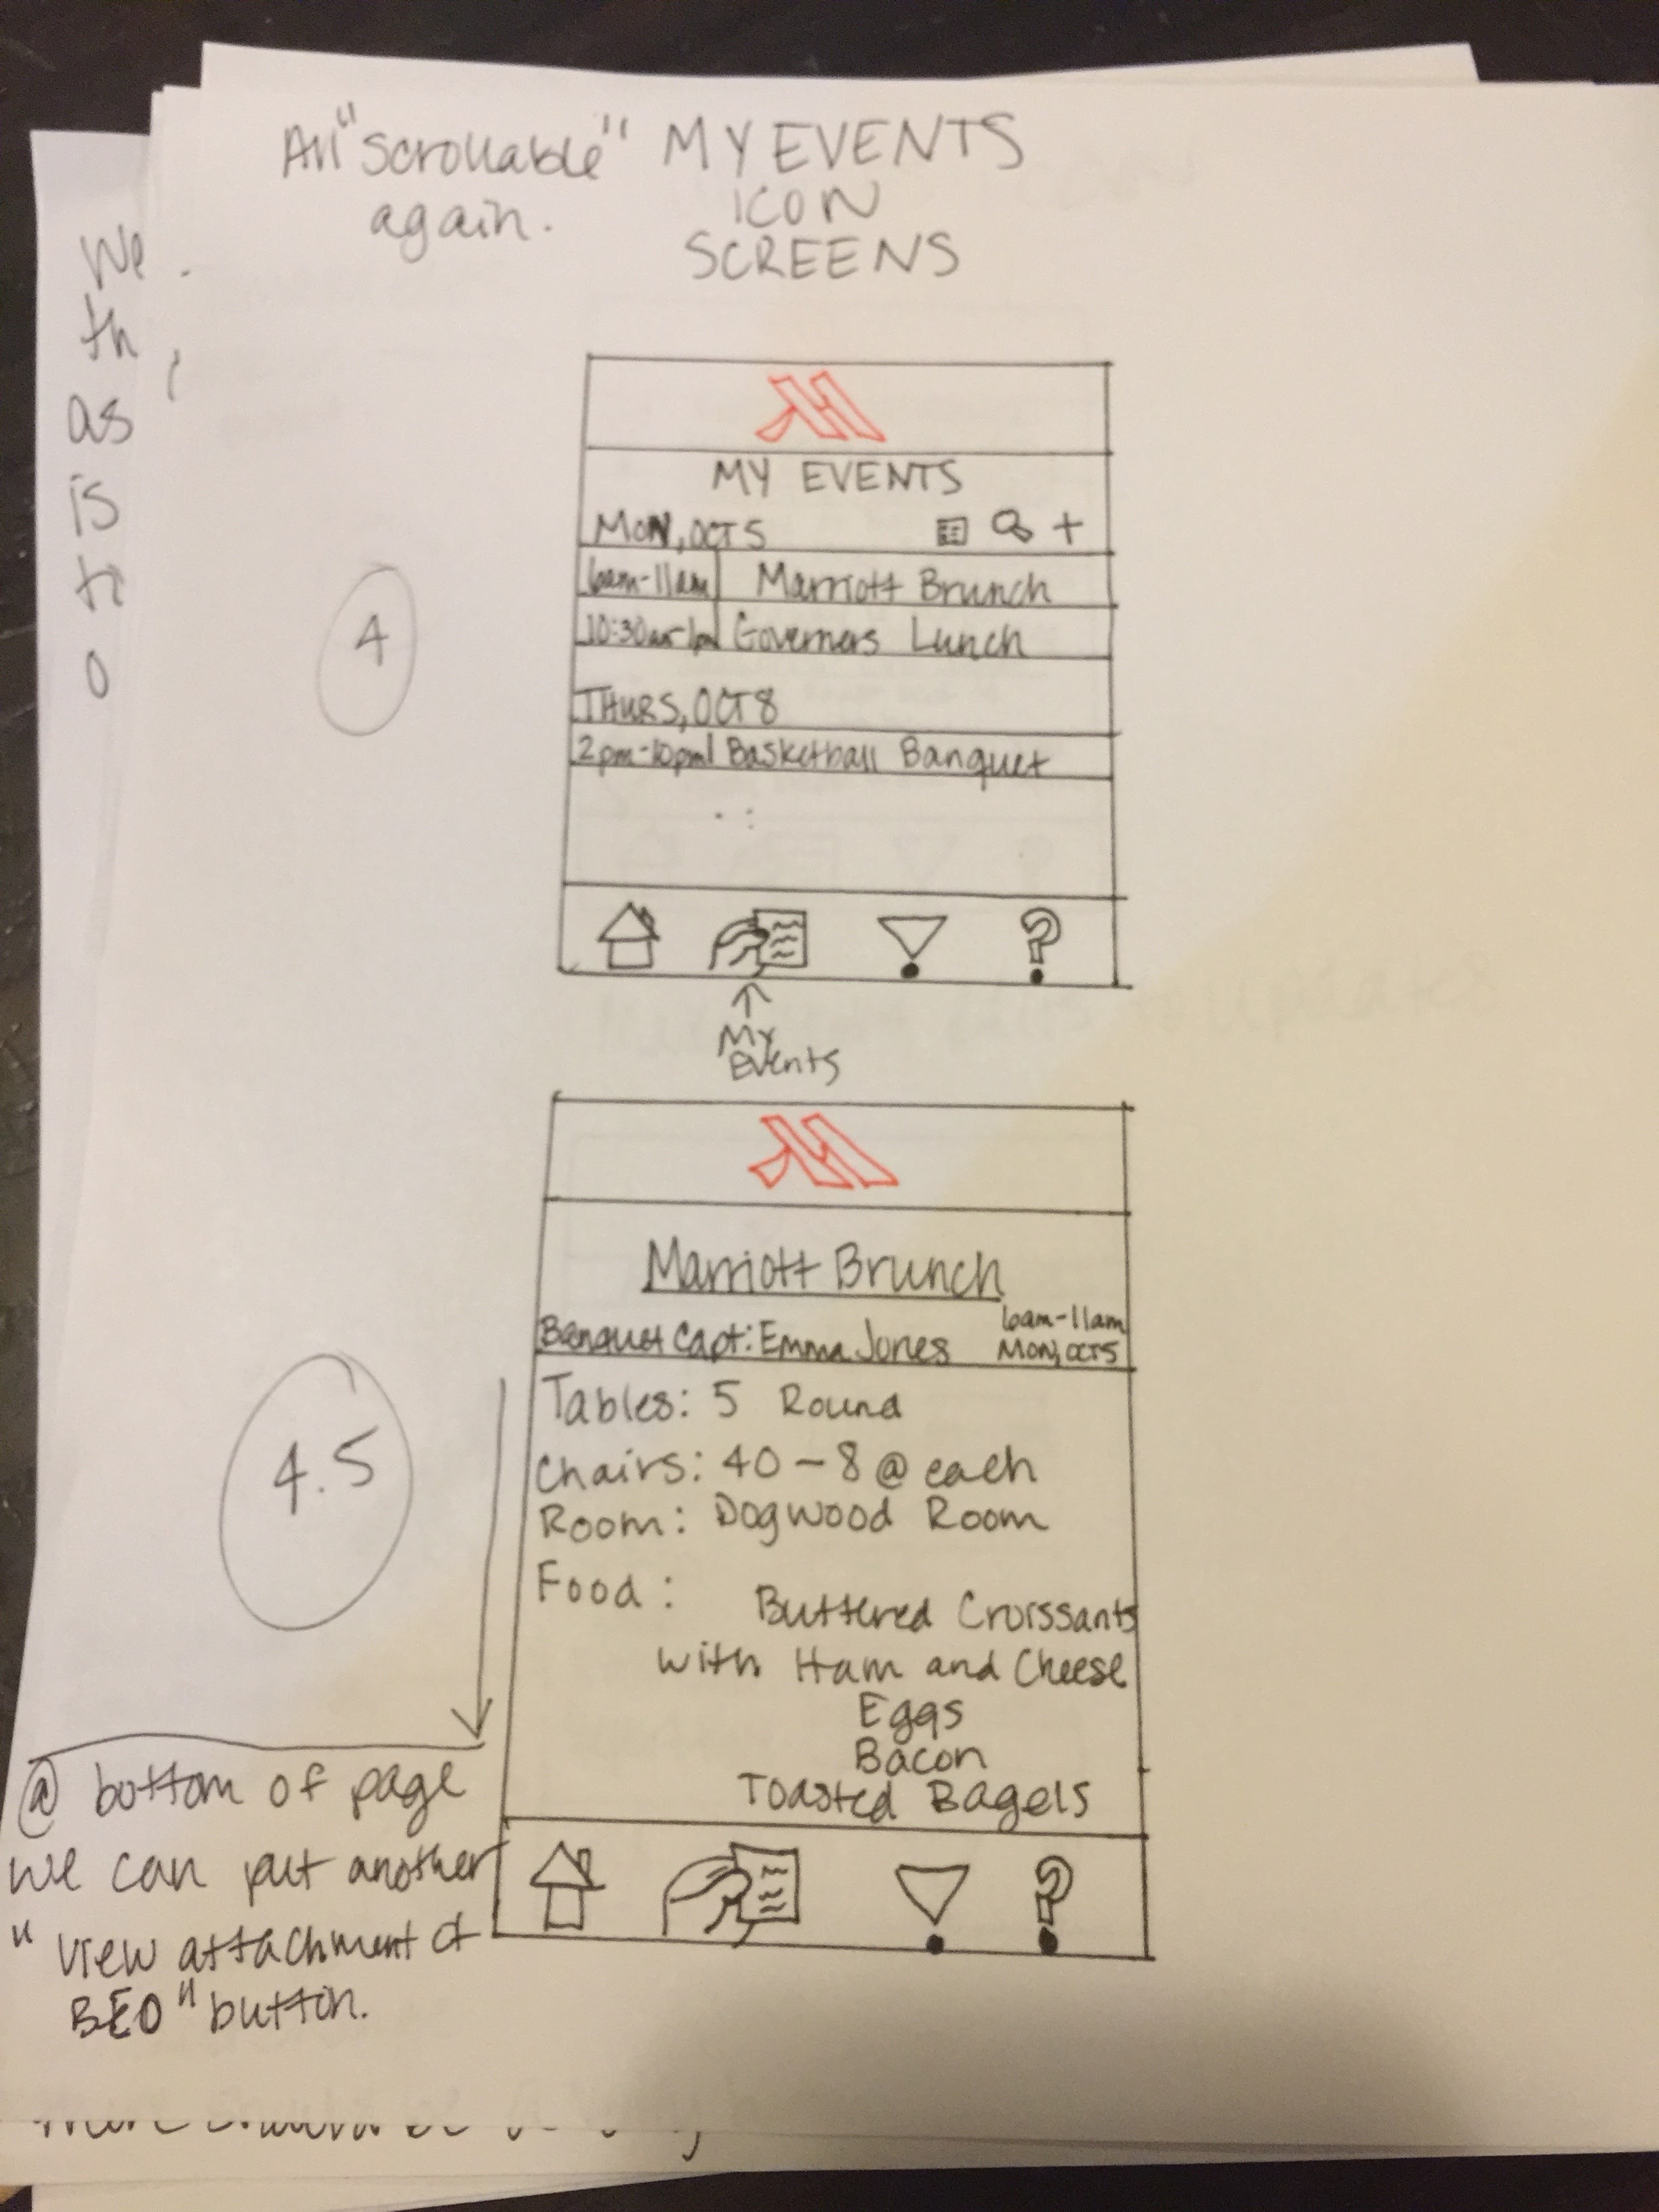 All "scrollable"
again.
MY EVENTS
ICON
SCREENS
We
th
as
is
o
4
MY EVENTS
MON, OCT 5 +
6am-11am Marriott Brunch
10:30am-1pm Governers Lunch
THURS, OCT 8
2pm-10pm Basketball Banquet
?
↑
My
Events
4.5
Marriott Brunch
Banquet Capt: Emma Jones
6am-11am
MON, OCT 5
Tables: 5 Round
Chairs: 40 - 8 @ each
Room: Dogwood Room
Food:
Buttered Croissants
with Ham and Cheese
Eggs
Bacon
Toasted Bagels
?
@ bottom of page
we can put another
"view attachment of
BEO" button.